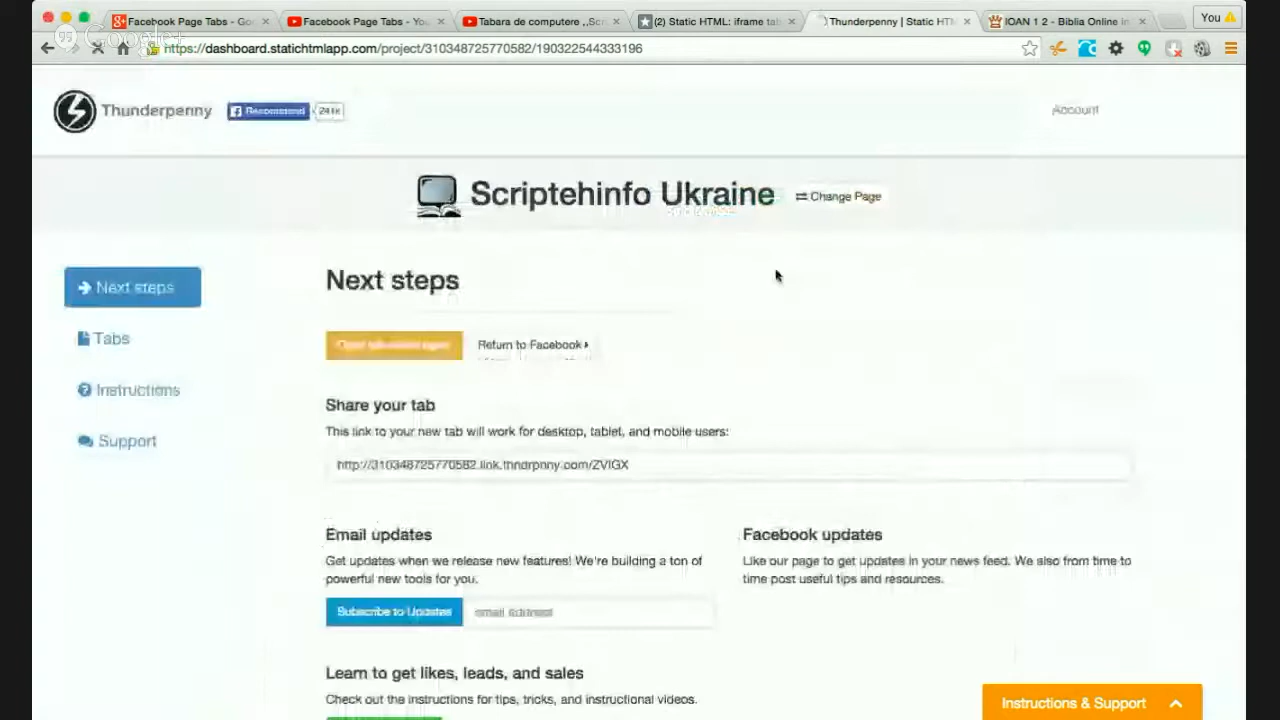 Facebook Page Tabs - Go
Facebook Page Tabs - You
Tabara de computere ,,Scri
(2) Static HTML: iframe tab
Thunderpenny | Static HTM
IOAN 1 2 - Biblia Online în
You
Google+
https://dashboard.statichtmlapp.com/project/310348725770582/190322544333196
Thunderpenny
Recommend
241k
Account
Scriptehinfo Ukraine
Change Page
Next steps
Tabs
Instructions
Support
Next steps
Return to Facebook
Share your tab
This link to your new tab will work for desktop, tablet, and mobile users:
http://310348725770582.link.thndrpnny.com/ZVIGX
Email updates
Get updates when we release new features! We're building a ton of
powerful new tools for you.
Subscribe to Updates
email address
Facebook updates
Like our page to get updates in your news feed. We also from time to
time post useful tips and resources.
Learn to get likes, leads, and sales
Check out the instructions for tips, tricks, and instructional videos.
Instructions & Support